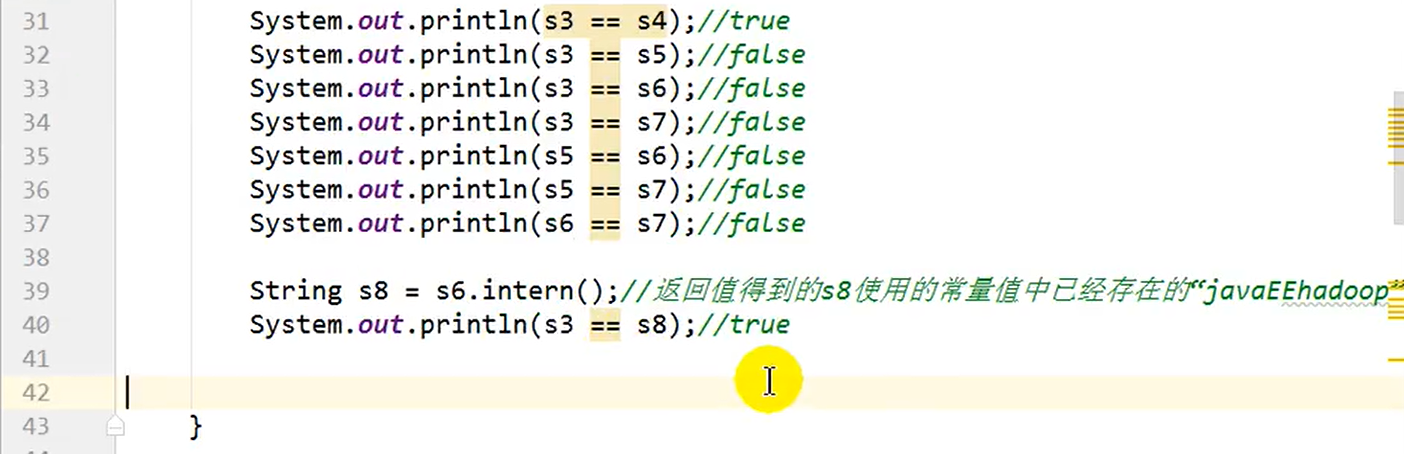 31 System.out.println(s3 == s4);//true
32 System.out.println(s3 == s5);//false
33 System.out.println(s3 == s6);//false
34 System.out.println(s3 == s7);//false
35 System.out.println(s5 == s6);//false
36 System.out.println(s5 == s7);//false
37 System.out.println(s6 == s7);//false
38
39 String s8 = s6.intern();//返回值得到的s8使用的常量值中已经存在的“javaEEhadoop”
40 System.out.println(s3 == s8);//true
41
42
43 }